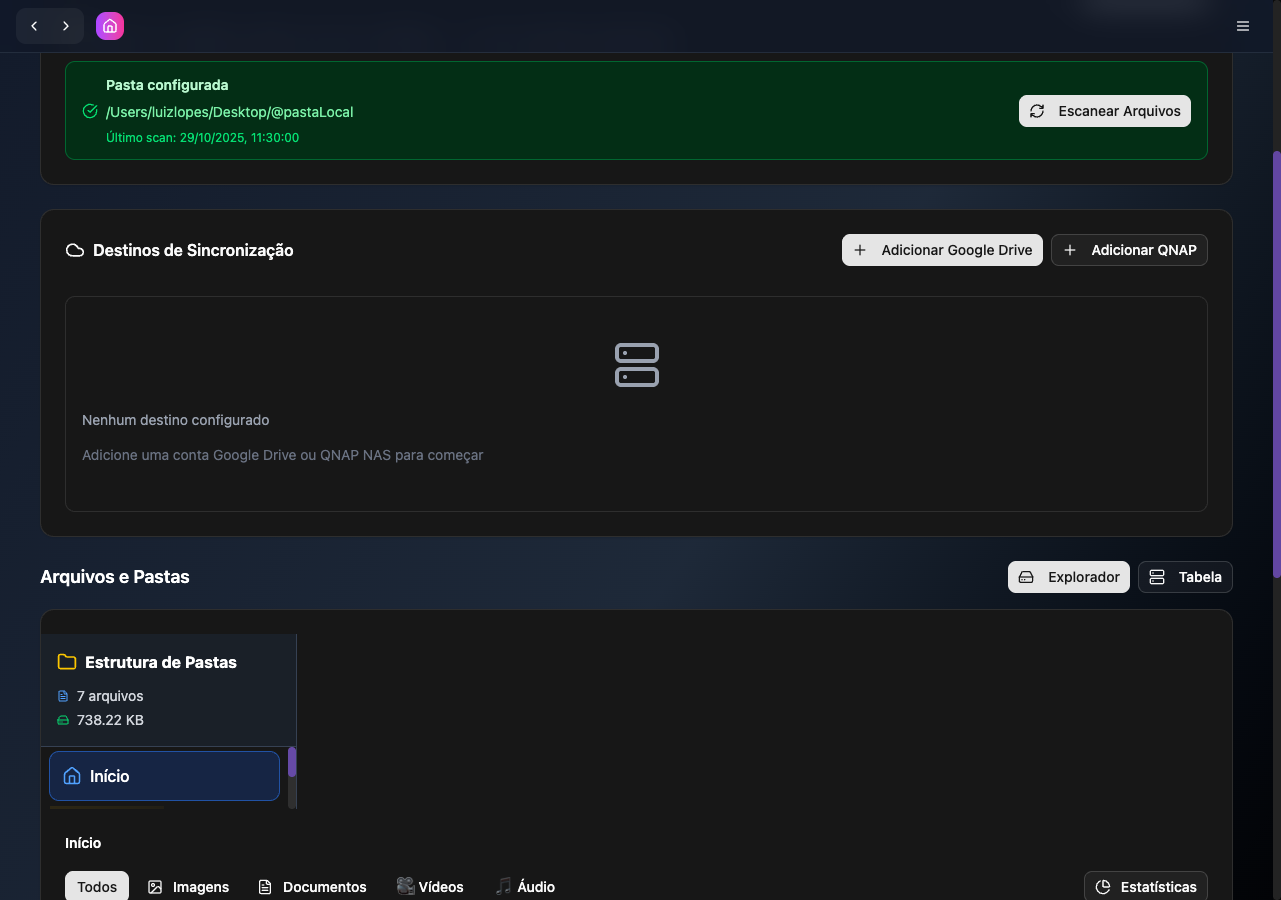 Pasta configurada
/Users/luizlopes/Desktop/@pastaLocal
Último scan: 29/10/2025, 11:30:00
Escanear Arquivos
Destinos de Sincronização
Adicionar Google Drive
Adicionar QNAP
Nenhum destino configurado
Adicione uma conta Google Drive ou QNAP NAS para começar
Arquivos e Pastas
Explorador
Tabela
Estrutura de Pastas
7 arquivos
738.22 KB
Início
Início
Todos
Imagens
Documentos
Vídeos
Áudio
Estatísticas